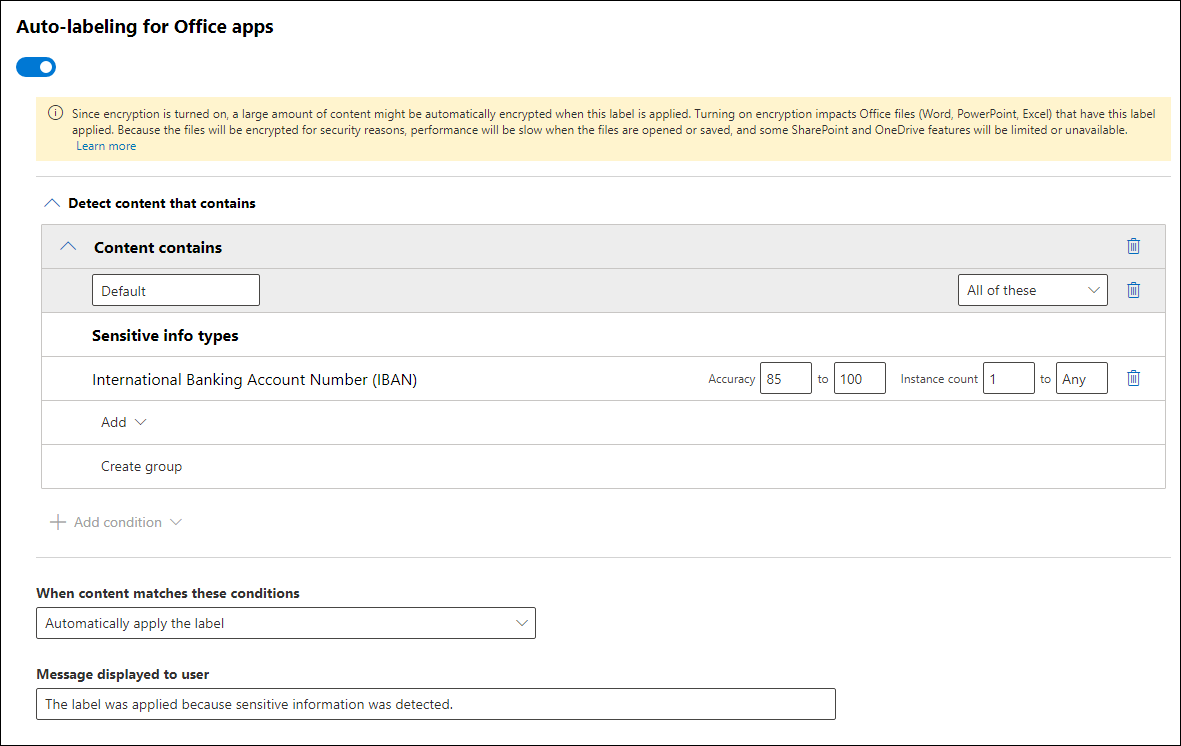 Auto-labeling for Office apps
Since encryption is turned on, a large amount of content might be automatically encrypted when this label is applied. Turning on encryption impacts Office files (Word, PowerPoint, Excel) that have this label
applied. Because the files will be encrypted for security reasons, performance will be slow when the files are opened or saved, and some SharePoint and OneDrive features will be limited or unavailable.
Learn more
Detect content that contains
Content contains
Default All of these
Sensitive info types
International Banking Account Number (IBAN) Accuracy 85 to 100 Instance count 1 to Any
Add
Create group
Add condition
When content matches these conditions
Automatically apply the label
Message displayed to user
The label was applied because sensitive information was detected.